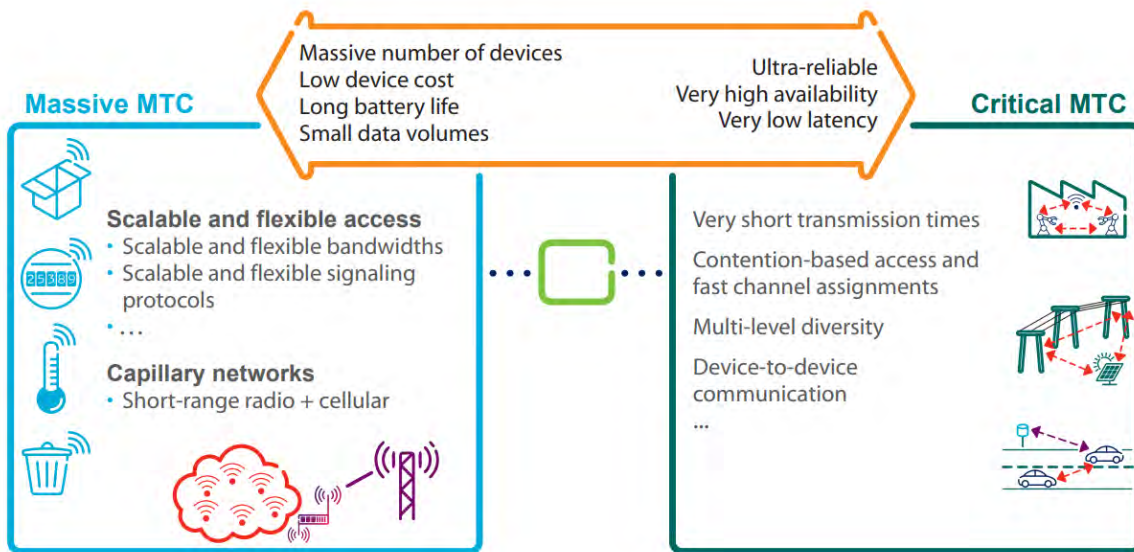 Massive number of devices
Low device cost
Long battery life
Small data volumes
Ultra-reliable
Very high availability
Very low latency
Massive MTC
Critical MTC
Scalable and flexible access
• Scalable and flexible bandwidths
• Scalable and flexible signaling
protocols
• ...
Capillary networks
• Short-range radio + cellular
25389
Very short transmission times
Contention-based access and
fast channel assignments
Multi-level diversity
Device-to-device
communication
...